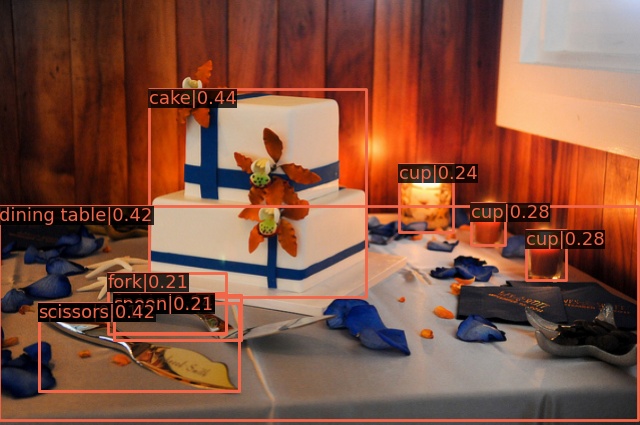 cake|0.44
cup|0.24
dining table|0.42
cup|0.28
cup|0.28
fork|0.21
spoon|0.21
scissors|0.42